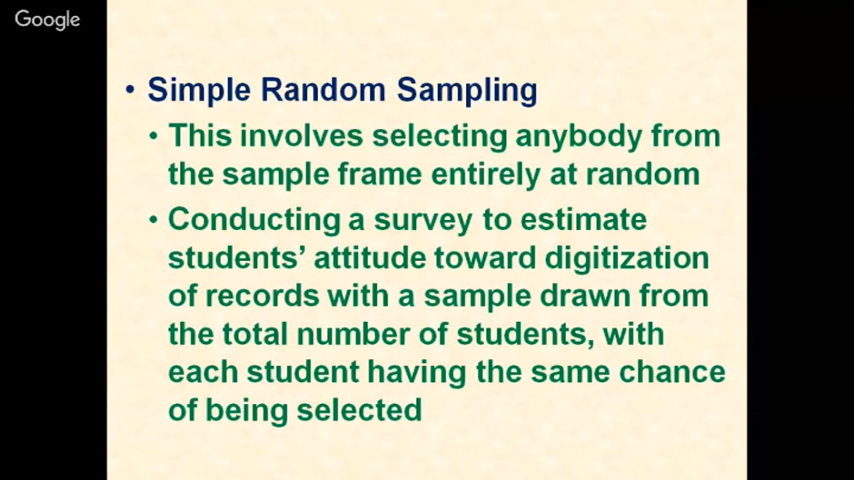 Google
• Simple Random Sampling
• This involves selecting anybody from
the sample frame entirely at random
• Conducting a survey to estimate
students’ attitude toward digitization
of records with a sample drawn from
the total number of students, with
each student having the same chance
of being selected